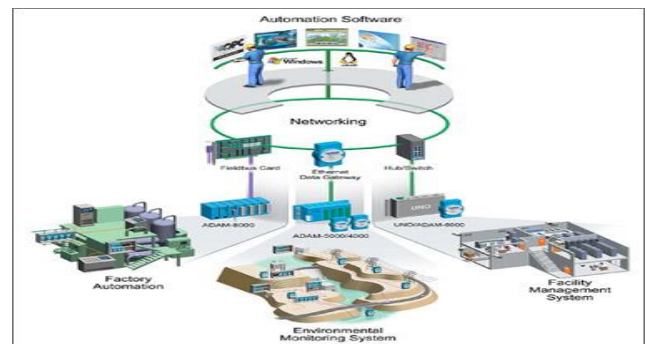 Automation Software
Windows
Networking
Fieldbus Card
Ethernet
Data Gateway
Hub/Switch
ADAM-8000
ADAM-5000/4000
UNO/ADAM-6000
Factory
Automation
Facility
Management
System
Environmental
Monitoring System